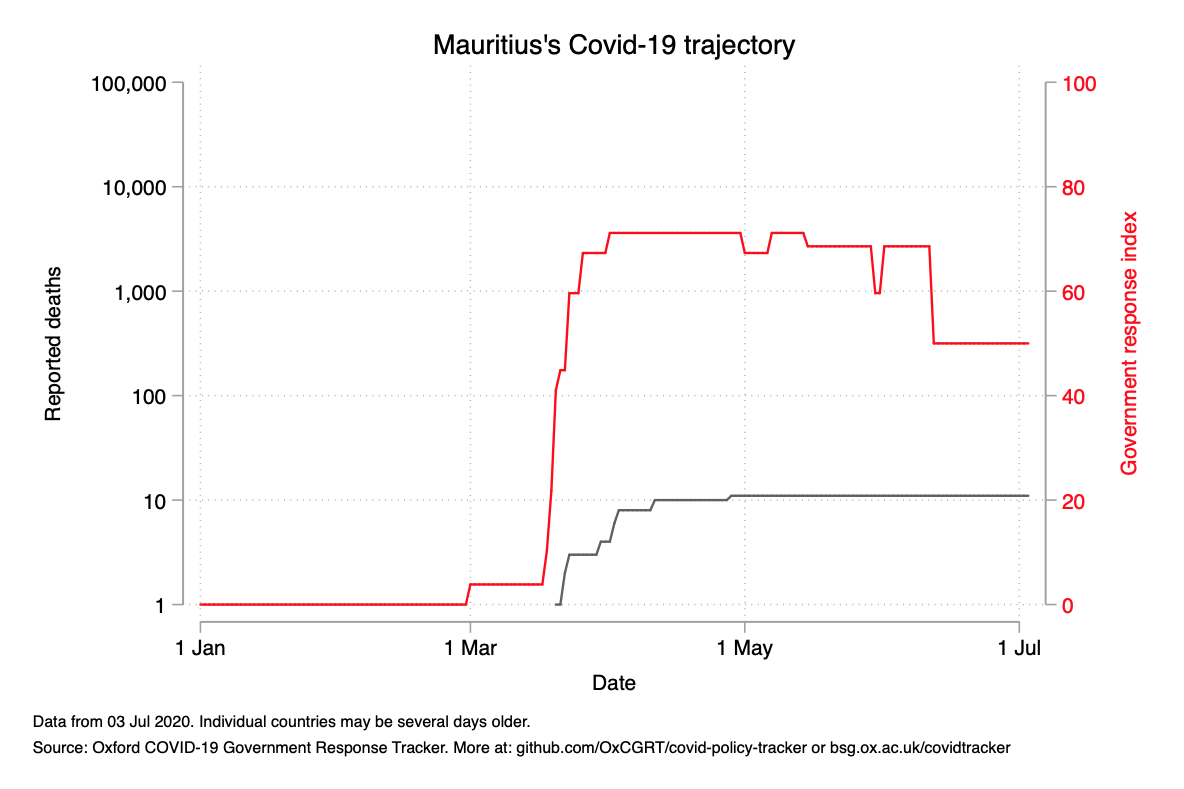 Mauritius's Covid-19 trajectory
100,000
10,000
1,000
100
10
1
Reported deaths
100
80
60
40
20
0
Government response index
1 Jan
1 Mar
1 May
1 Jul
Date
Data from 03 Jul 2020. Individual countries may be several days older.
Source: Oxford COVID-19 Government Response Tracker. More at: github.com/OxCGRT/covid-policy-tracker or bsg.ox.ac.uk/covidtracker